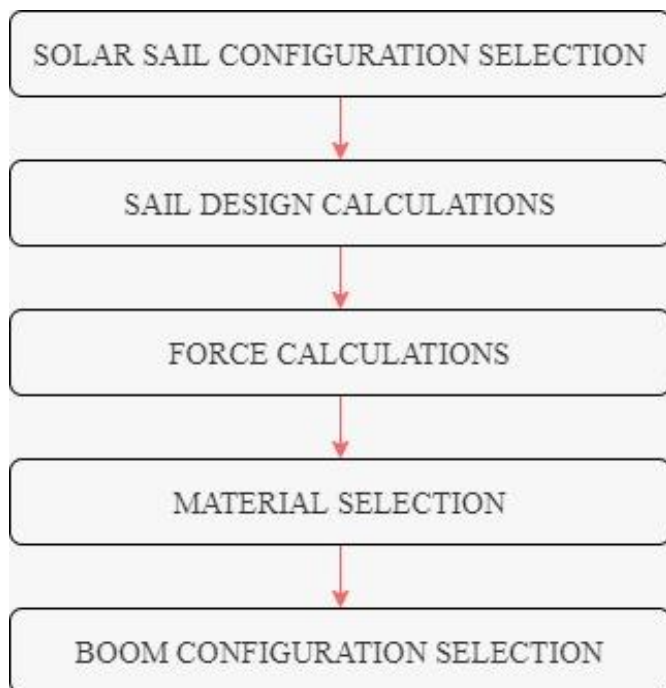 SOLAR SAIL CONFIGURATION SELECTION
SAIL DESIGN CALCULATIONS
FORCE CALCULATIONS
MATERIAL SELECTION
BOOM CONFIGURATION SELECTION